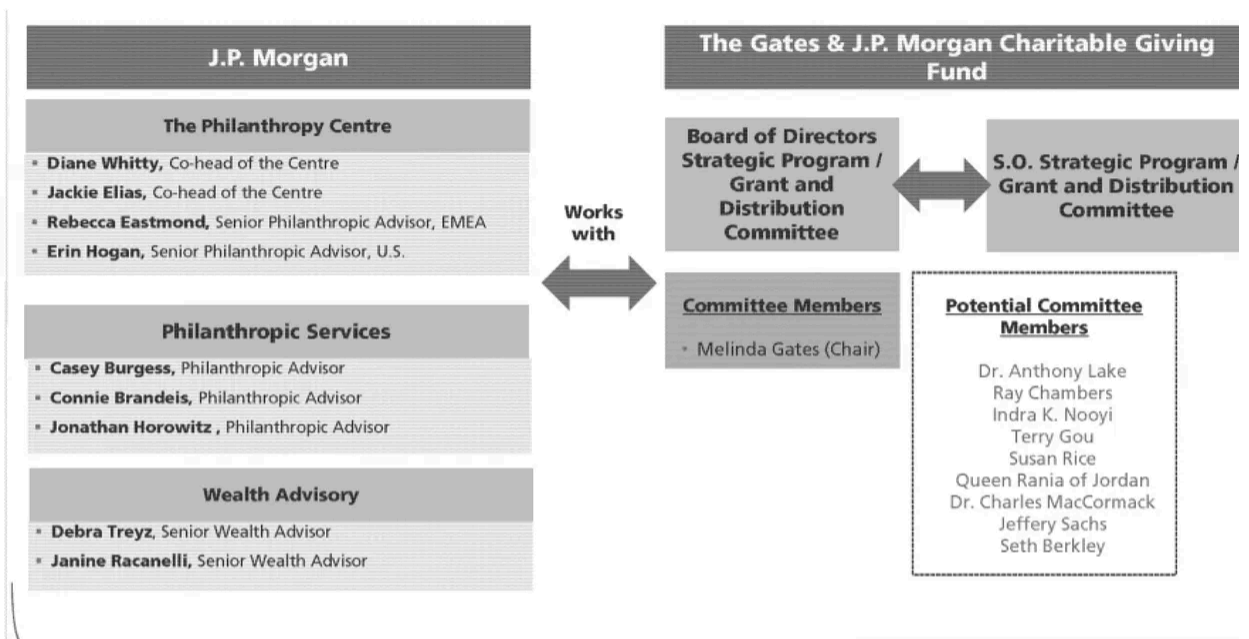 J.P. Morgan
The Philanthropy Centre
▪ Diane Whitty, Co-head of the Centre
▪ Jackie Elias, Co-head of the Centre
▪ Rebecca Eastmond, Senior Philanthropic Advisor, EMEA
▪ Erin Hogan, Senior Philanthropic Advisor, U.S.
Philanthropic Services
▪ Casey Burgess, Philanthropic Advisor
▪ Connie Brandeis, Philanthropic Advisor
▪ Jonathan Horowitz , Philanthropic Advisor
Wealth Advisory
▪ Debra Treyz, Senior Wealth Advisor
▪ Janine Racanelli, Senior Wealth Advisor
Works
with
The Gates & J.P. Morgan Charitable Giving
Fund
Board of Directors
Strategic Program /
Grant and
Distribution
Committee
S.O. Strategic Program /
Grant and Distribution
Committee
Committee Members
▪ Melinda Gates (Chair)
Potential Committee
Members
Dr. Anthony Lake
Ray Chambers
Indra K. Nooyi
Terry Gou
Susan Rice
Queen Rania of Jordan
Dr. Charles MacCormack
Jeffery Sachs
Seth Berkley